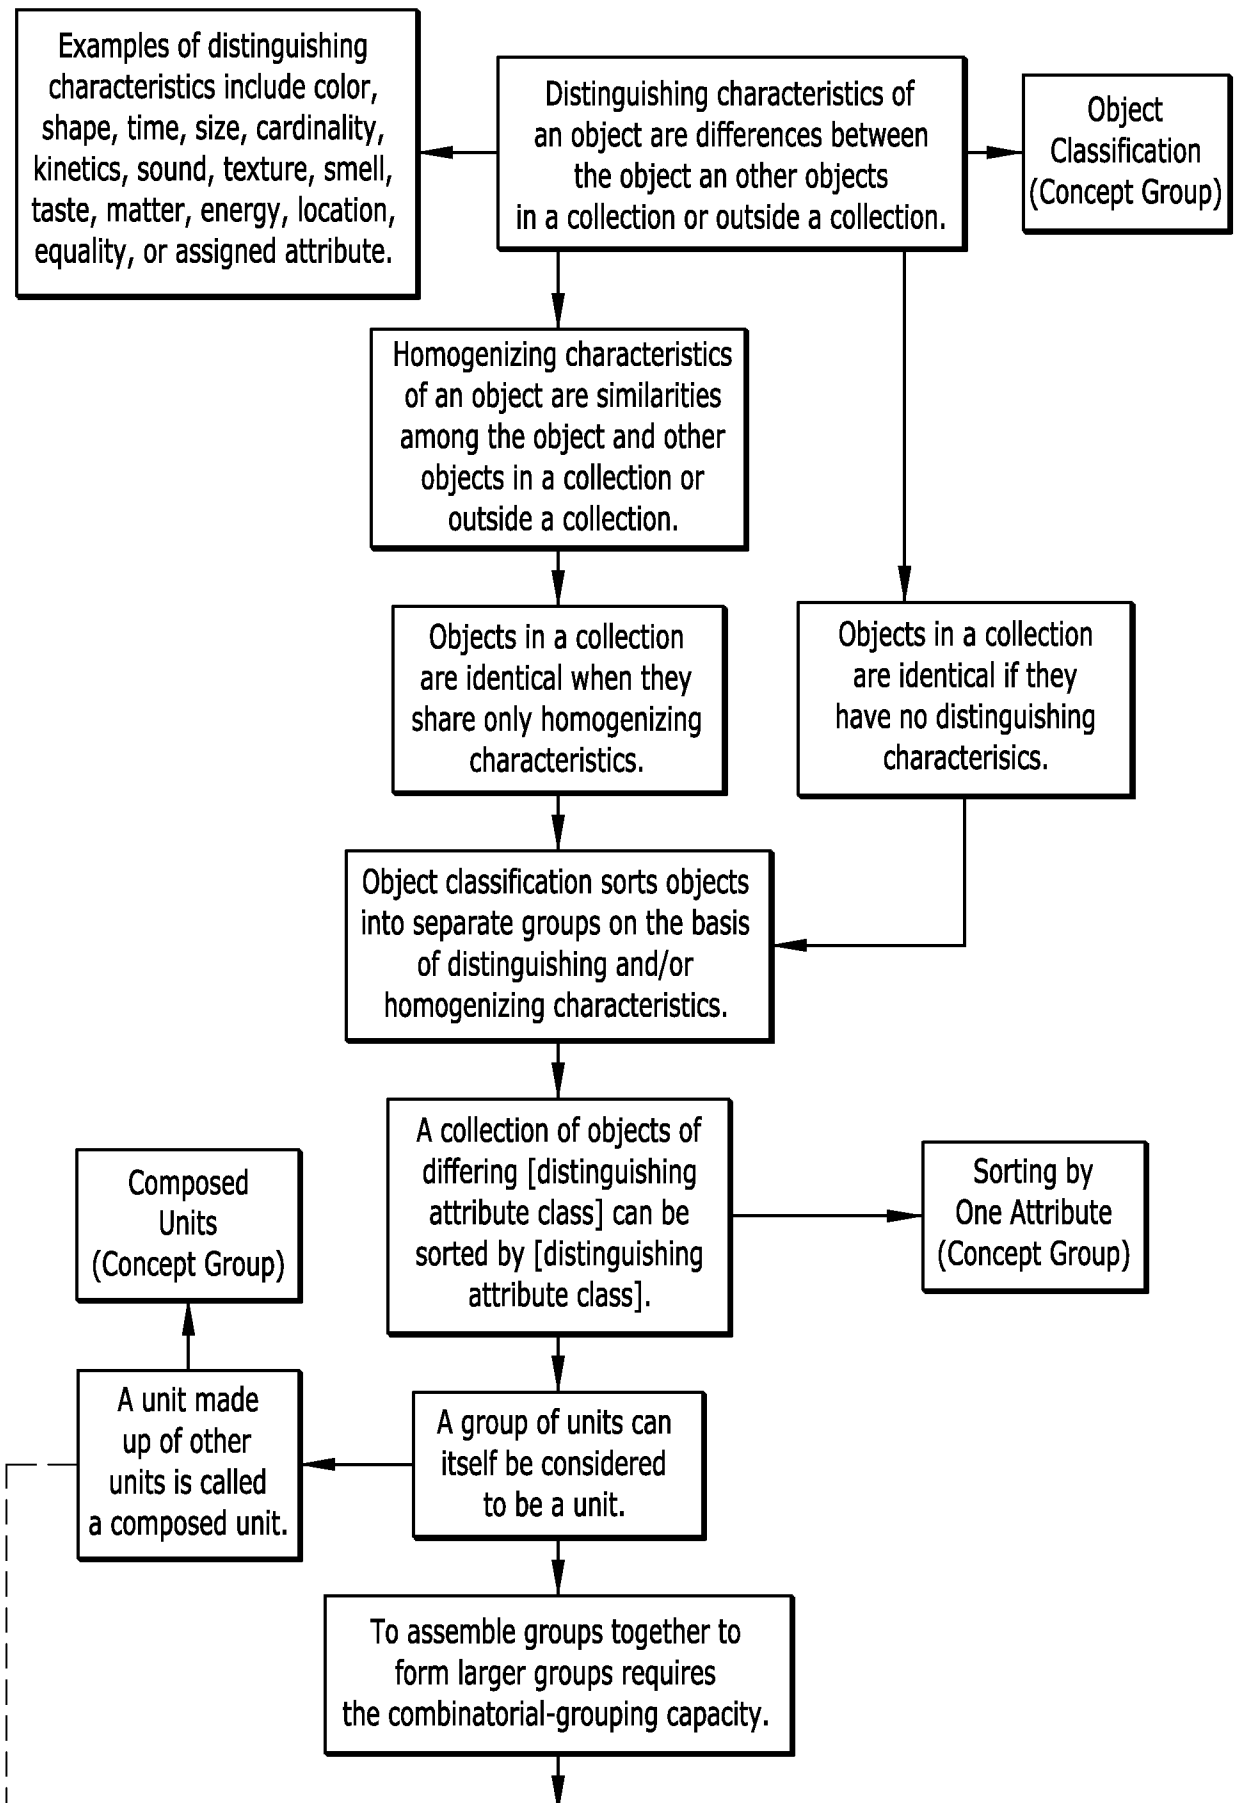 Examples of distinguishing
characteristics include color,
shape, time, size, cardinality,
kinetics, sound, texture, smell,
taste, matter, energy, location,
equality, or assigned attribute.
Distinguishing characteristics of
an object are differences between
the object an other objects
in a collection or outside a collection.
Object
Classification
(Concept Group)
Homogenizing characteristics
of an object are similarities
among the object and other
objects in a collection or
outside a collection.
Objects in a collection
are identical when they
share only homogenizing
characteristics.
Objects in a collection
are identical if they
have no distinguishing
characterisics.
Object classification sorts objects
into separate groups on the basis
of distinguishing and/or
homogenizing characteristics.
A collection of objects of
differing [distinguishing
attribute class] can be
sorted by [distinguishing
attribute class].
Sorting by
One Attribute
(Concept Group)
Composed
Units
(Concept Group)
A unit made
up of other
units is called
a composed unit.
A group of units can
itself be considered
to be a unit.
To assemble groups together to
form larger groups requires
the combinatorial-grouping capacity.